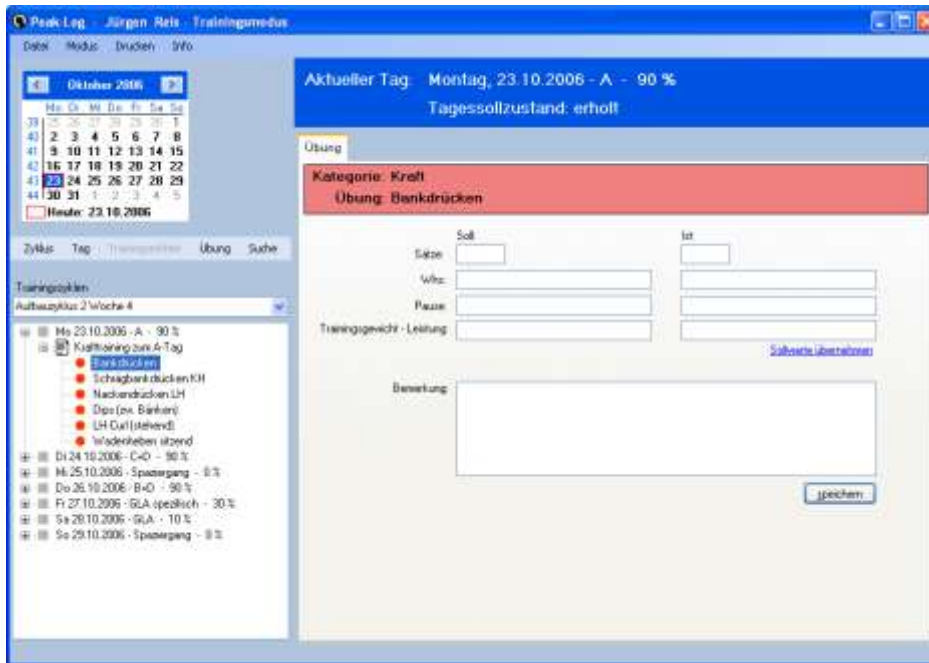 Peak Log - Jürgen Reis - Trainingsmodus
Datei Modus Drucken Info
Oktober 2006
Mo Di Mi Do Fr Sa So
39 25 26 27 28 29 30 1
40 2 3 4 5 6 7 8
41 9 10 11 12 13 14 15
42 16 17 18 19 20 21 22
43 23 24 25 26 27 28 29
44 30 31 1 2 3 4 5
Heute: 23.10.2006
Zyklus Tag Übung Suche
Trainingszyklen
Aufbauzyklus 2 Woche 4
Mo 23.10.2006 - A - 90 %
Krafttraining zum A-Tag
Bankdrücken
Schrägbankdrücken KH
Nackendrücken LH
Dips (zw. Bänken)
LH-Curl (stehend)
Wadenheben sitzend
Di 24.10.2006 - C+D - 90 %
Mi 25.10.2006 - Spaziergang - 0 %
Do 26.10.2006 - B+D - 90 %
Fr 27.10.2006 - GLA spezifisch - 30 %
Sa 28.10.2006 - GLA - 10 %
So 29.10.2006 - Spaziergang - 0 %
Aktueller Tag: Montag, 23.10.2006 - A - 90 %
Tagessollzustand: erholt
Übung
Kategorie: Kraft
Übung: Bankdrücken
Soll Ist
Sätze:
Whs:
Pause:
Trainingsgewicht - Leistung:
Sollwerte übernehmen
Bemerkung:
speichern